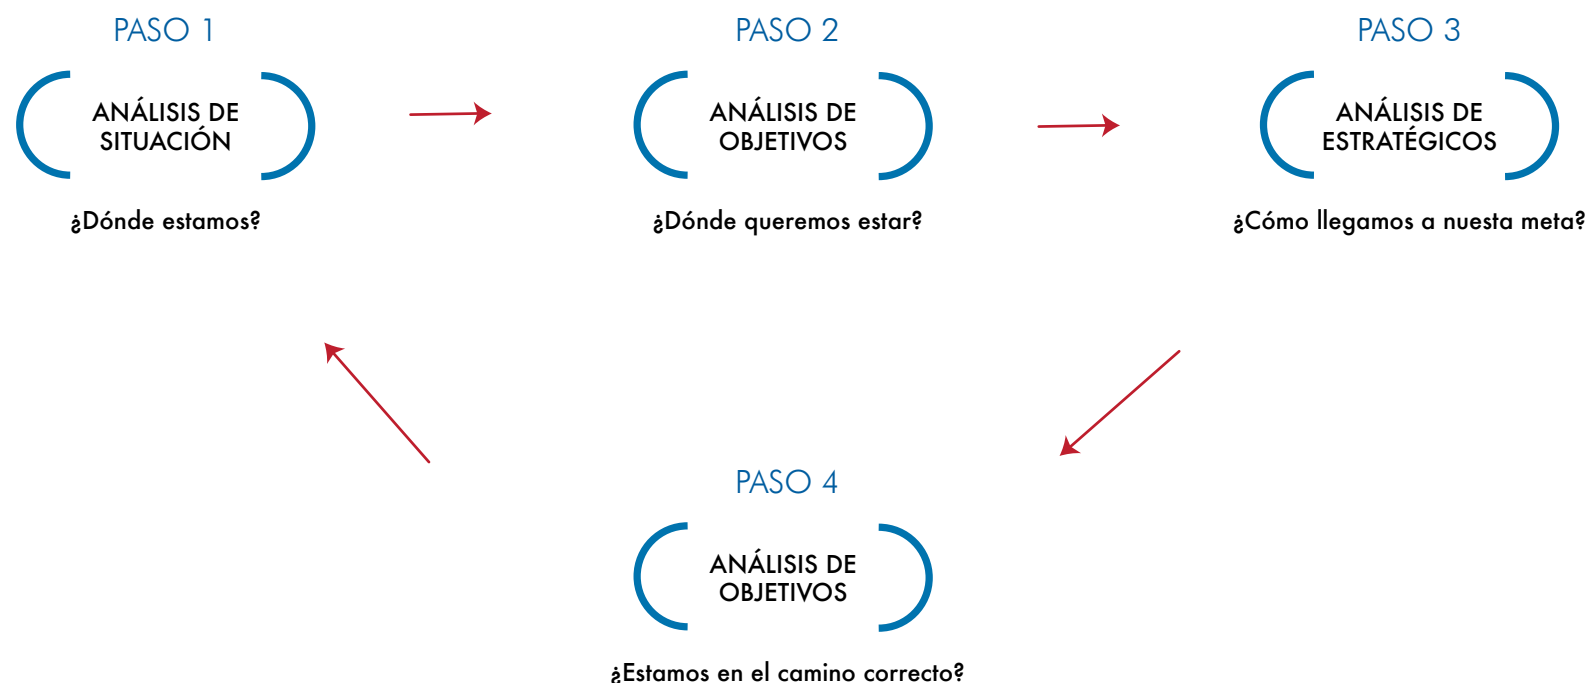 PASO 1
ANÁLISIS DE
SITUACIÓN
¿Dónde estamos?
PASO 2
ANÁLISIS DE
OBJETIVOS
¿Dónde queremos estar?
PASO 3
ANÁLISIS DE
ESTRATÉGICOS
¿Cómo llegamos a nuesta meta?
PASO 4
ANÁLISIS DE
OBJETIVOS
¿Estamos en el camino correcto?